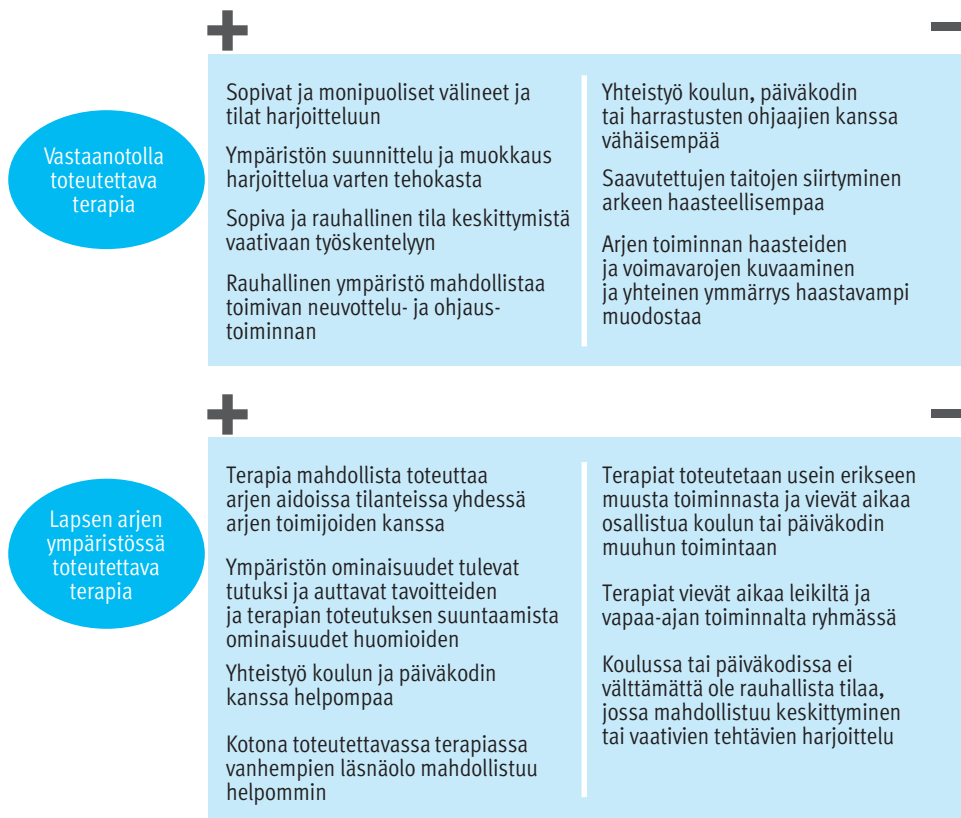 +
–
Vastaanotolla
toteutettava
terapia
Sopivat ja monipuoliset välineet ja
tilat harjoitteluun
Ympäristön suunnittelu ja muokkaus
harjoittelua varten tehokasta
Sopiva ja rauhallinen tila keskittymistä
vaativaan työskentelyyn
Rauhallinen ympäristö mahdollistaa
toimivan neuvottelu- ja ohjaus-
toiminnan
Yhteistyö koulun, päiväkodin
tai harrastusten ohjaajien kanssa
vähäisempää
Saavutettujen taitojen siirtyminen
arkeen haasteellisempaa
Arjen toiminnan haasteiden
ja voimavarojen kuvaaminen
ja yhteinen ymmärrys haastavampi
muodostaa
+
–
Lapsen arjen
ympäristössä
toteutettava
terapia
Terapia mahdollista toteuttaa
arjen aidoissa tilanteissa yhdessä
arjen toimijoiden kanssa
Ympäristön ominaisuudet tulevat
tutuksi ja auttavat tavoitteiden
ja terapian toteutuksen suuntaamista
ominaisuudet huomioiden
Yhteistyö koulun ja päiväkodin
kanssa helpompaa
Kotona toteutettavassa terapiassa
vanhempien läsnäolo mahdollistuu
helpommin
Terapiat toteutetaan usein erikseen
muusta toiminnasta ja vievät aikaa
osallistua koulun tai päiväkodin
muuhun toimintaan
Terapiat vievät aikaa leikiltä ja
vapaa-ajan toiminnalta ryhmässä
Koulussa tai päiväkodissa ei
välttämättä ole rauhallista tilaa,
jossa mahdollistuu keskittyminen
tai vaativien tehtävien harjoittelu